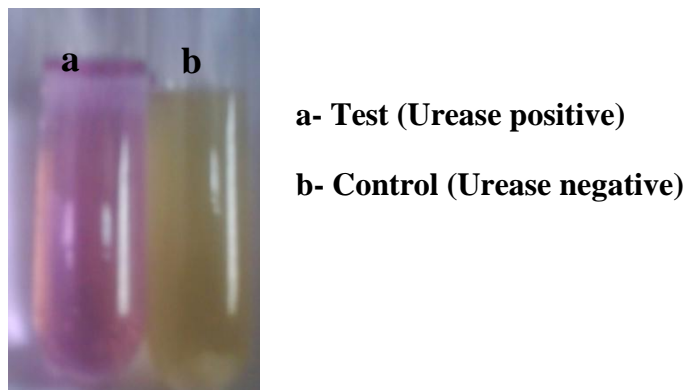 a b
a- Test (Urease positive)
b- Control (Urease negative)